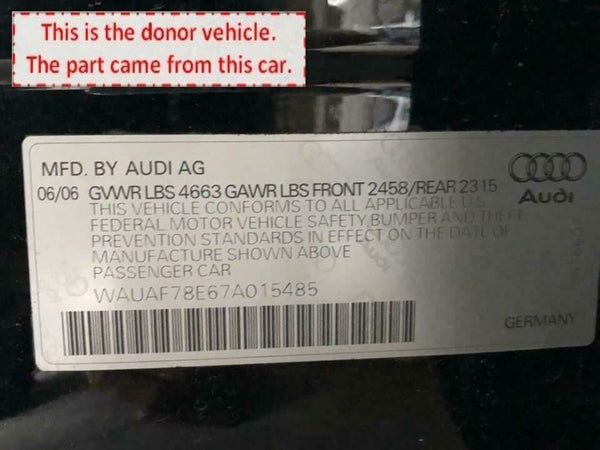 This is the donor vehicle.
The part came from this car.
MFD. BY AUDI AG
06/06 GVWR LBS 4663 GAWR LBS FRONT 2458/REAR 2315
THIS VEHICLE CONFORMS TO ALL APPLICABLE U.S.
FEDERAL MOTOR VEHICLE SAFETY, BUMPER AND THEFT
PREVENTION STANDARDS IN EFFECT ON THE DATE OF
MANUFACTURE SHOWN ABOVE
PASSENGER CAR
WAUAF78E67A015485
Audi
GERMANY